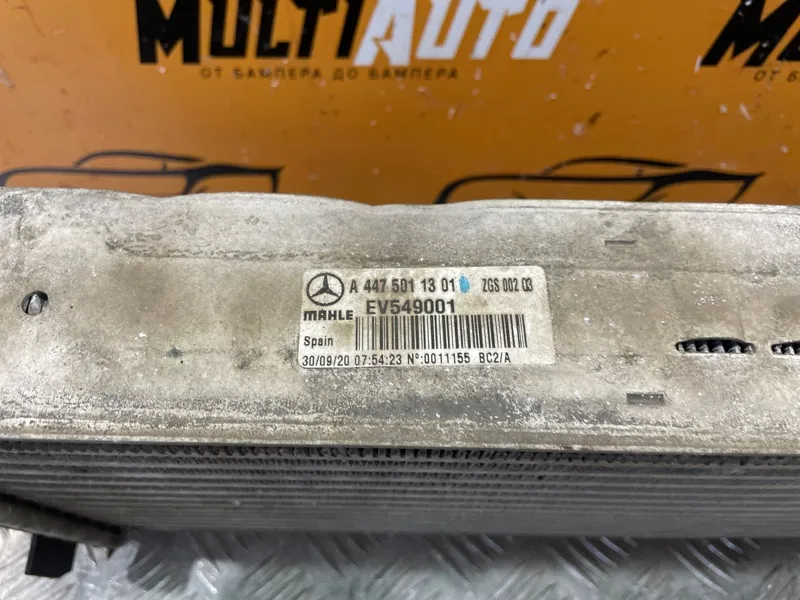 MULTIAUTO
ОТ БАМПЕРА ДО БАМПЕРА
A 447 501 13 01 ZGS 002 03
MAHLE EV549001
Spain
30/09/20 07:54:23 Nº:0011155 BC2/A